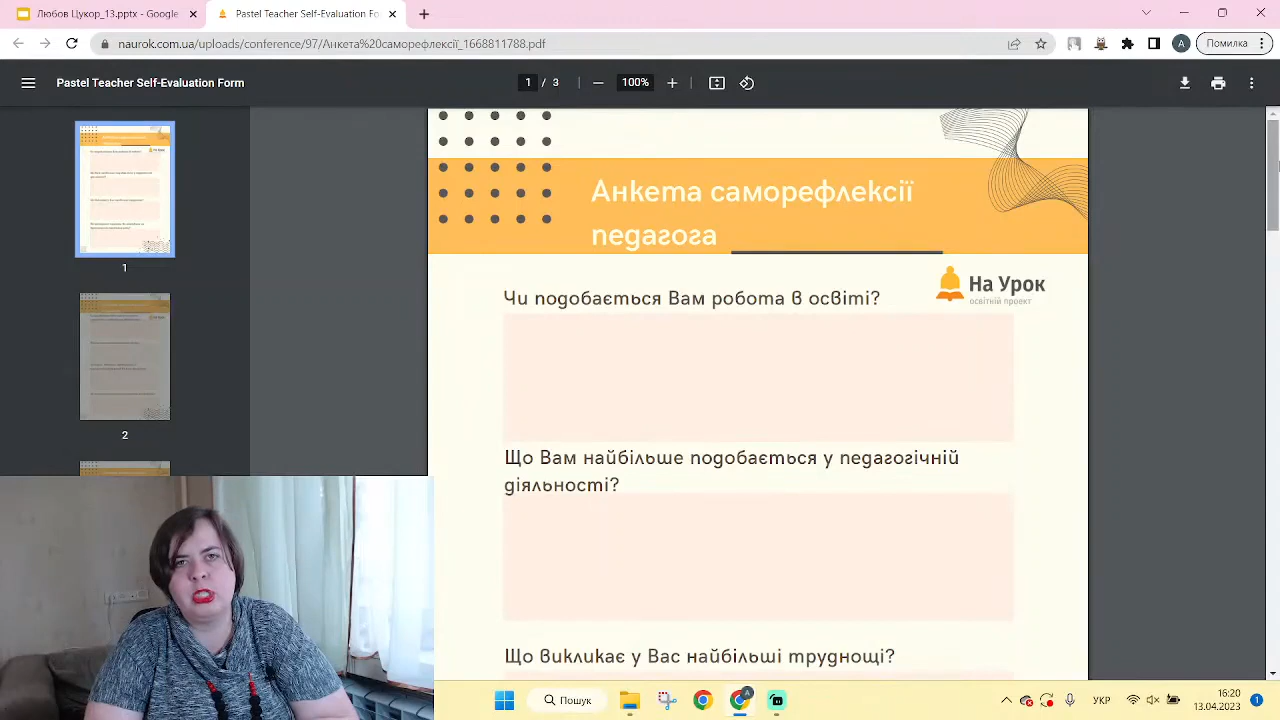 Любов Цукор_13.pptx - Google
Pastel Teacher Self-Evaluation Fo
naurok.com.ua/uploads/conference/97/Анкета%20саморефлексії_1668811788.pdf
A
Помилка
Pastel Teacher Self-Evaluation Form
1 / 3
100%
1
2
Анкета саморефлексії
педагога
На Урок
освітній проект
Чи подобається Вам робота в освіті?
Що Вам найбільше подобається у педагогічній
діяльності?
Що викликає у Вас найбільші труднощі?
Пошук
A
УКР
16:20
13.04.2023
1